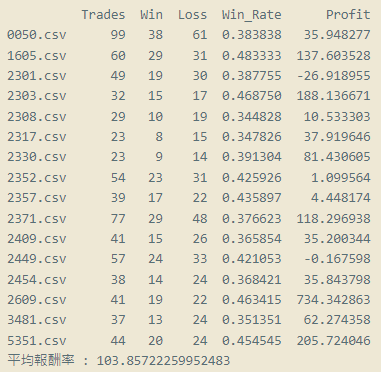 Trades Win Loss Win_Rate Profit
0050.csv 99 38 61 0.383838 35.948277
1605.csv 60 29 31 0.483333 137.603528
2301.csv 49 19 30 0.387755 -26.918955
2303.csv 32 15 17 0.468750 188.136671
2308.csv 29 10 19 0.344828 10.533303
2317.csv 23 8 15 0.347826 37.919646
2330.csv 23 9 14 0.391304 81.430605
2352.csv 54 23 31 0.425926 1.099564
2357.csv 39 17 22 0.435897 4.448174
2371.csv 77 29 48 0.376623 118.296938
2409.csv 41 15 26 0.365854 35.200344
2449.csv 57 24 33 0.421053 -0.167598
2454.csv 38 14 24 0.368421 35.843798
2609.csv 41 19 22 0.463415 734.342863
3481.csv 37 13 24 0.351351 62.274358
5351.csv 44 20 24 0.454545 205.724046
平均報酬率 : 103.85722259952483